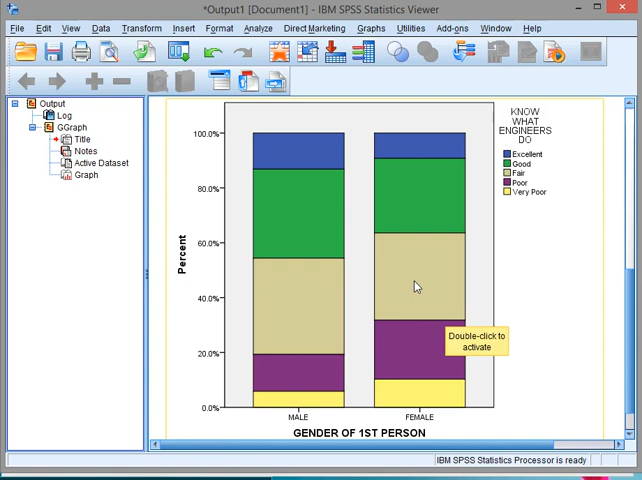 *Output1 [Document1] - IBM SPSS Statistics Viewer
File Edit View Data Transform Insert Format Analyze Direct Marketing Graphs Utilities Add-ons Window Help
Output
Log
GGraph
Title
Notes
Active Dataset
Graph
KNOW
WHAT
ENGINEERS
DO
Excellent
Good
Fair
Poor
Very Poor
100.0%
80.0%
60.0%
40.0%
20.0%
0.0%
Percent
Double-click to
activate
MALE FEMALE
GENDER OF 1ST PERSON
IBM SPSS Statistics Processor is ready